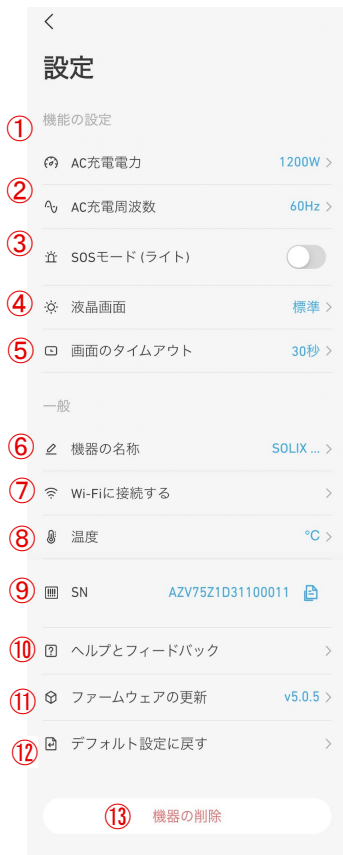 設定
① 機能の設定
AC充電電力 1200W >
② AC充電周波数 60Hz >
③ SOSモード (ライト)
④ 液晶画面 標準 >
⑤ 画面のタイムアウト 30秒 >
一般
⑥ 機器の名称 SOLIX ... >
⑦ Wi-Fiに接続する >
⑧ 温度 °C >
⑨ SN AZV75Z1D31100011
⑩ ヘルプとフィードバック >
⑪ ファームウェアの更新 v5.0.5 >
⑫ デフォルト設定に戻す >
⑬ 機器の削除